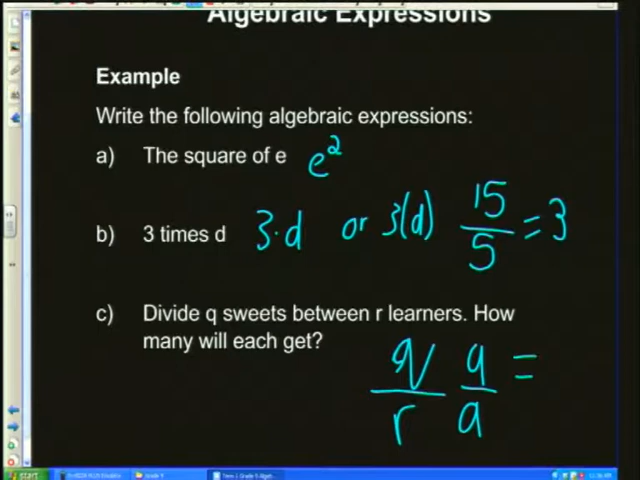 Algebraic Expressions
Example
Write the following algebraic expressions:
a) The square of e e²
b) 3 times d 3·d or 3(d) 15/5 = 3
c) Divide q sweets between r learners. How
many will each get?
q/r q/a =
start